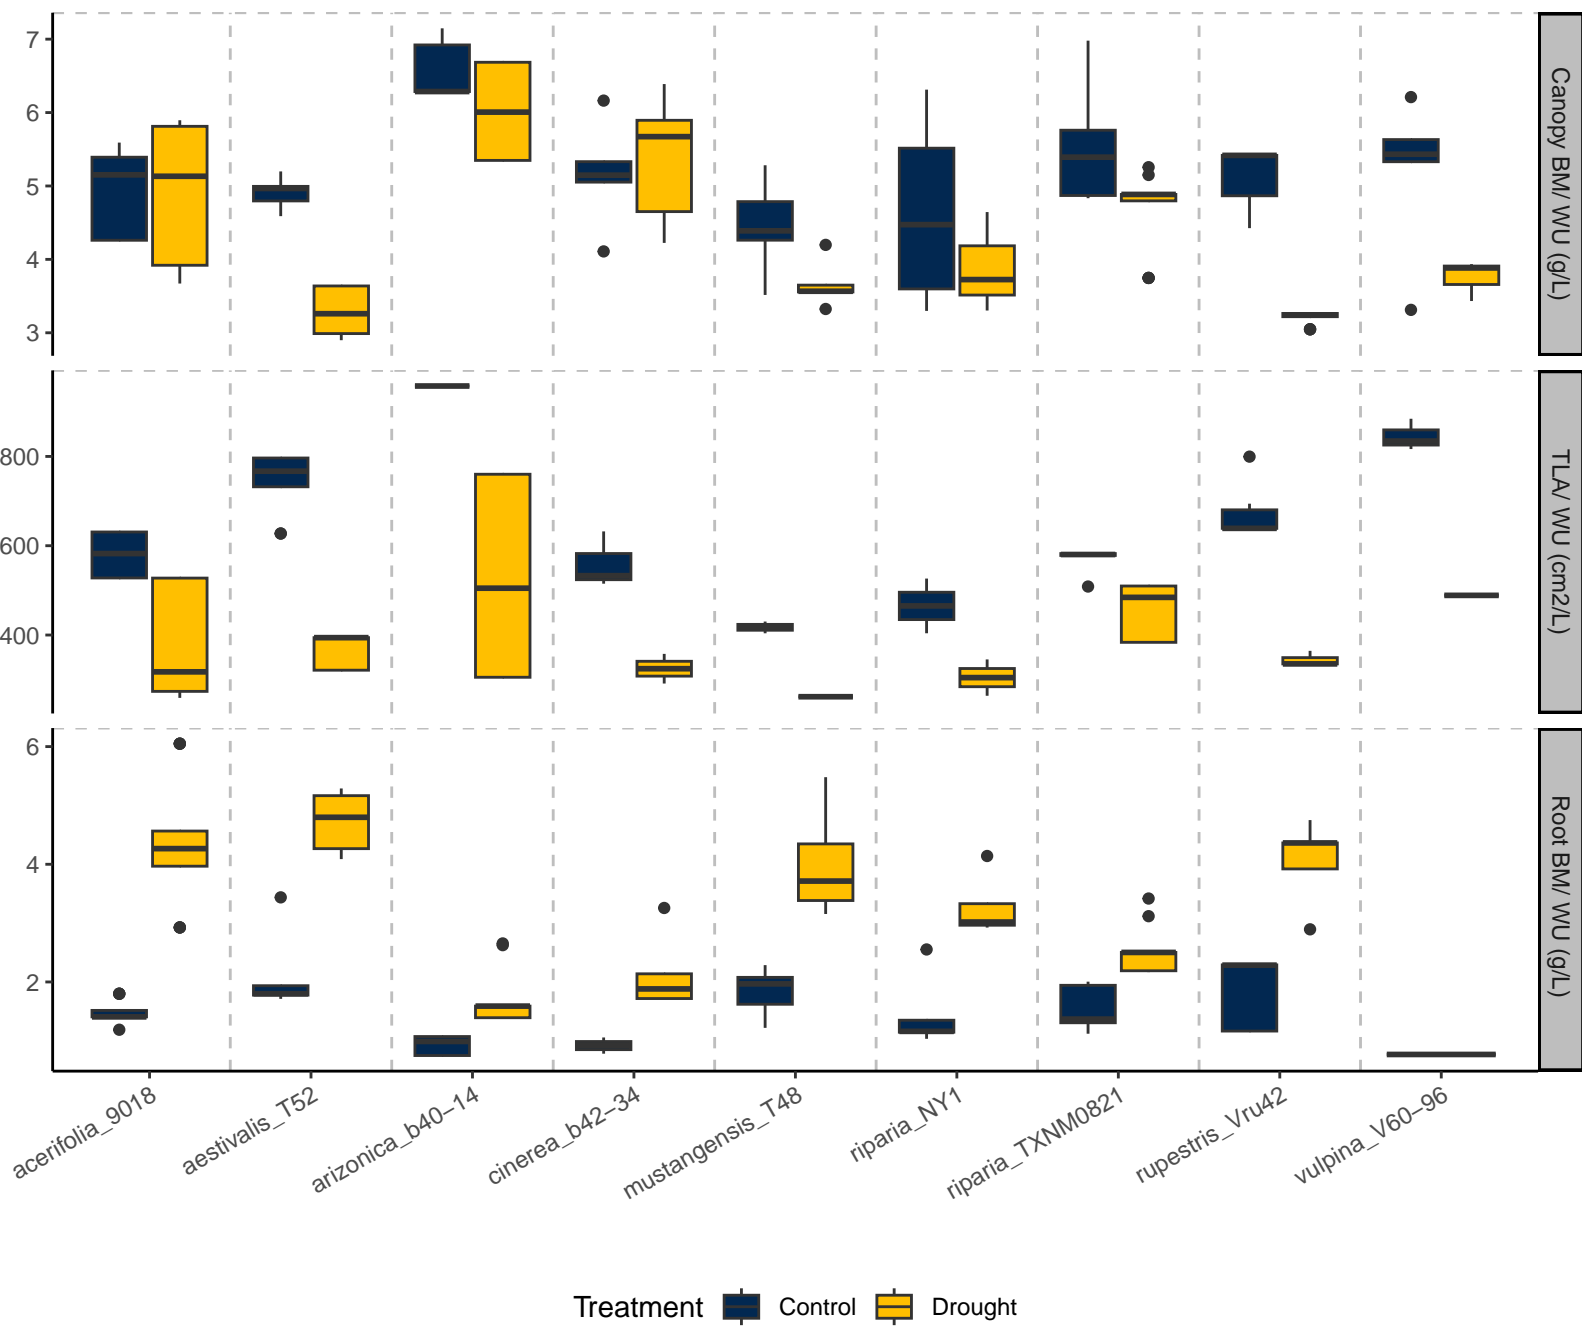 7
6
5
4
3
Canopy BM/ WU (g/L)
800
600
400
TLA/ WU (cm2/L)
6
4
2
Root BM/ WU (g/L)
acerifolia_9018
aestivalis_T52
arizonica_b40−14
cinerea_b42−34
mustangensis_T48
riparia_NY1
riparia_TXNM0821
rupestris_Vru42
vulpina_V60−96
Treatment Control Drought